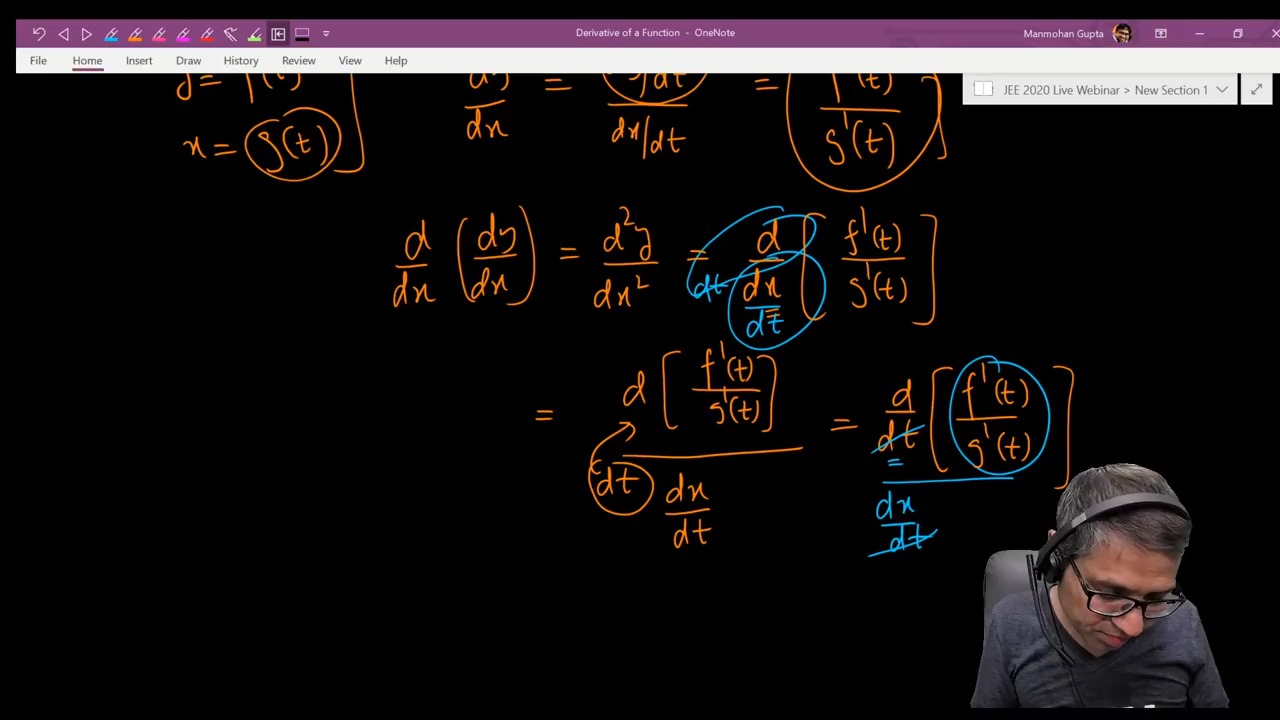 Derivative of a Function - OneNote
Manmohan Gupta
File Home Insert Draw View History Review View Help
JEE 2020 Live Webinar > New Section 1
y = f(t)
x = g(t)
dy/dx = dy/dt / dx/dt = f'(t) / g'(t)
d/dx (dy/dx) = d²y/dx² = d / dt dx/dt [ f'(t) / g'(t) ]
= d [ f'(t) / g'(t) ] / dt dx/dt = d/dt [ f'(t) / g'(t) ] / dx/dt